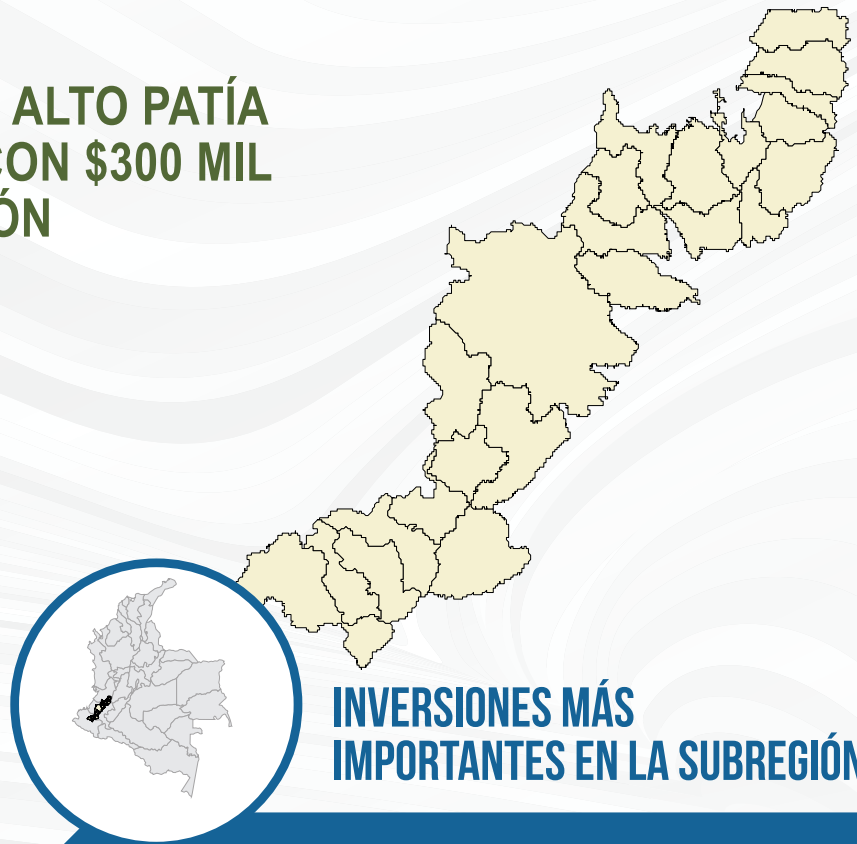 ALTO PATÍA
CON $300 MIL
ÓN
INVERSIONES MÁS
IMPORTANTES EN LA SUBREGIÓN